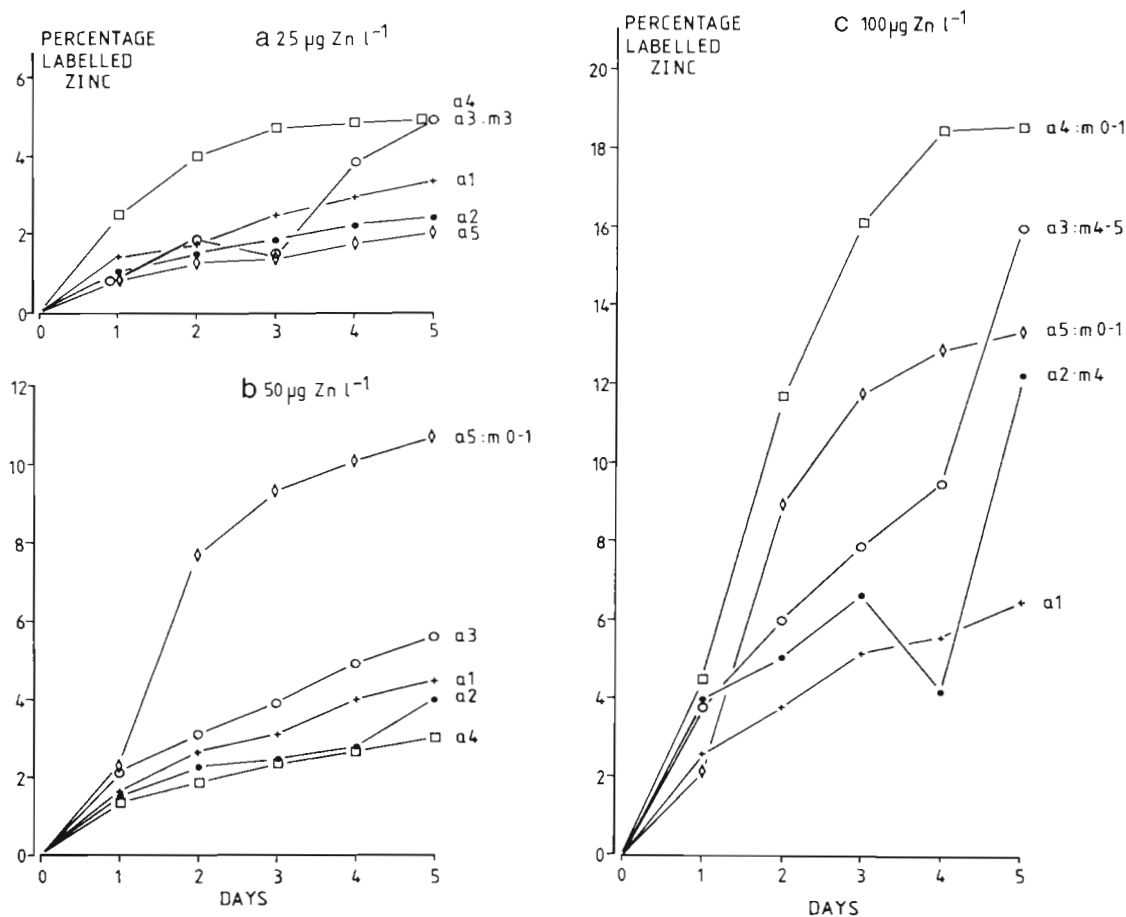 PERCENTAGE
LABELLED
ZINC
a 25 µg Zn l⁻¹
6
4
2
0
0 1 2 3 4 5
a4
a3:m3
a1
a2
a5
b 50 µg Zn l⁻¹
12
10
8
6
4
2
0
0 1 2 3 4 5
DAYS
a5:m0-1
a3
a1
a2
a4
PERCENTAGE
LABELLED
ZINC
c 100 µg Zn l⁻¹
20
18
16
14
12
10
8
6
4
2
0
0 1 2 3 4 5
DAYS
a4:m0-1
a3:m4-5
a5:m0-1
a2:m4
a1